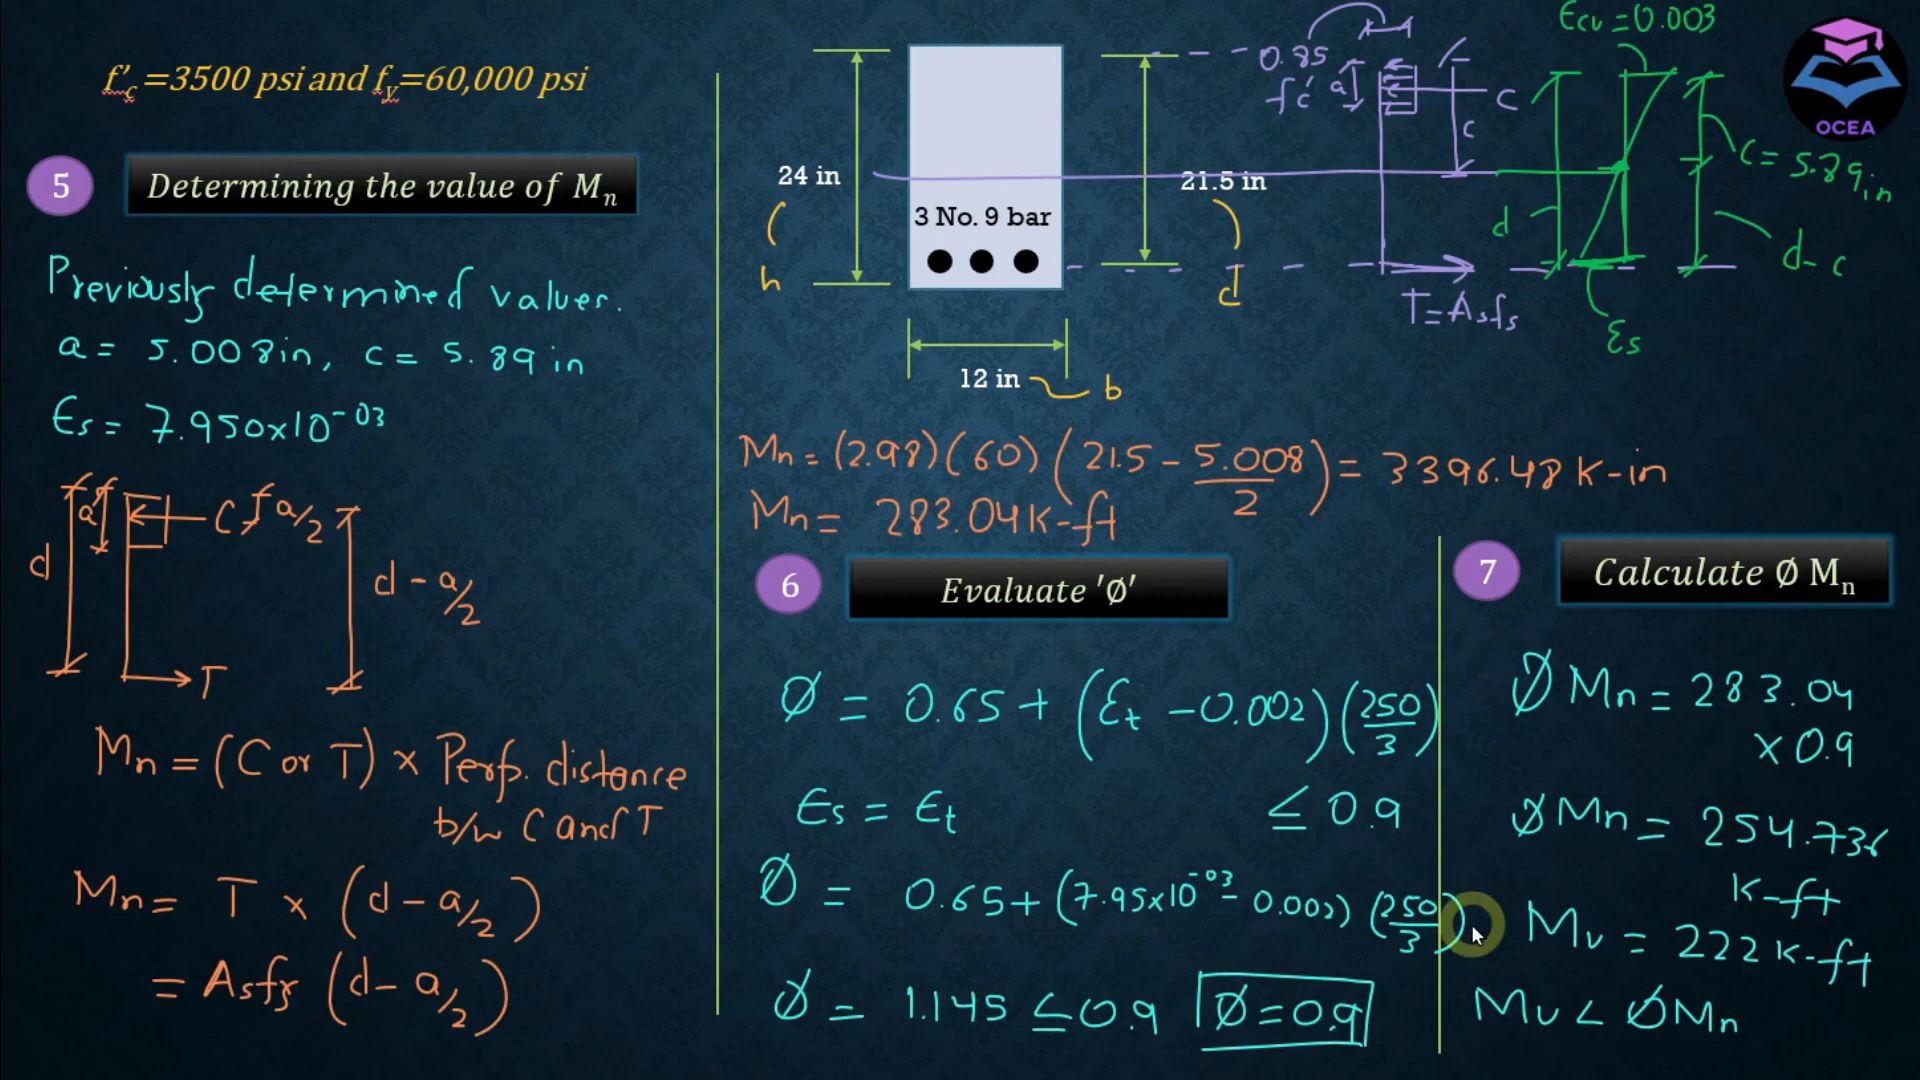 f'c =3500 psi and fy=60,000 psi
5 Determining the value of Mn
Previously determined values.
a = 5.008in, c = 5.89 in
Es = 7.950x10^-03
d a C a/2 d - a/2
T
Mn = (C or T) x Perp. distance
b/w C and T
Mn = T x (d - a/2)
= Asfs (d - a/2)
24 in
h
3 No. 9 bar
21.5 in
d
12 in b
0.85
f'c a C
c
T = Asfs
Ecu = 0.003
c = 5.89 in
d
d - c
Es
OCEA
Mn = (2.98)(60)(21.5 - 5.008/2) = 3396.48 K-in
Mn = 283.04 K-ft
6 Evaluate 'Ø'
Ø = 0.65 + (Et - 0.002)(250/3)
Es = Et ≤ 0.9
Ø = 0.65 + (7.95x10^-03 - 0.002)(250/3)
Ø = 1.145 ≤ 0.9 Ø = 0.9
7 Calculate Ø Mn
Ø Mn = 283.04
x 0.9
Ø Mn = 254.736
K-ft
Mu = 222 K-ft
Mu < Ø Mn